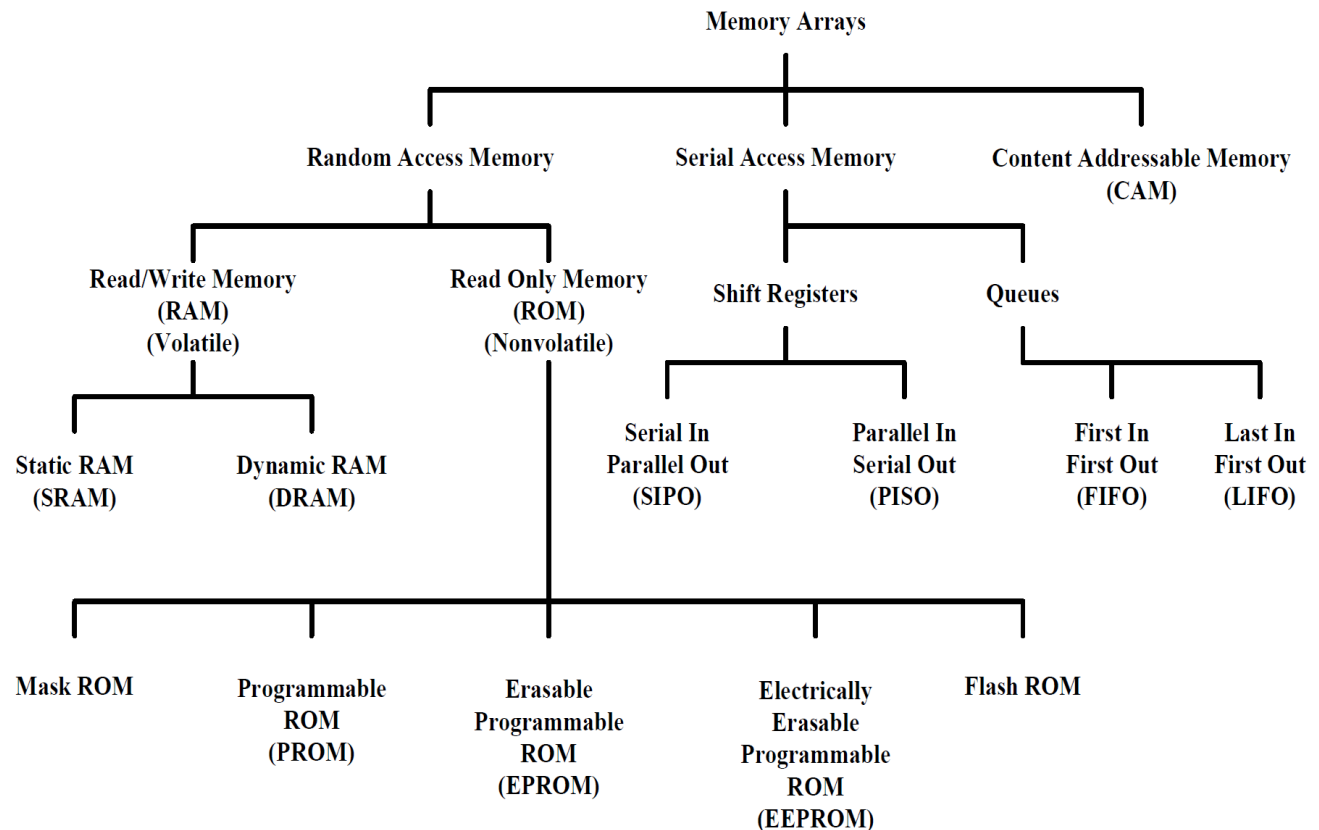 Memory Arrays
Random Access Memory
Serial Access Memory
Content Addressable Memory
(CAM)
Read/Write Memory
(RAM)
(Volatile)
Read Only Memory
(ROM)
(Nonvolatile)
Shift Registers
Queues
Static RAM
(SRAM)
Dynamic RAM
(DRAM)
Serial In
Parallel Out
(SIPO)
Parallel In
Serial Out
(PISO)
First In
First Out
(FIFO)
Last In
First Out
(LIFO)
Mask ROM
Programmable
ROM
(PROM)
Erasable
Programmable
ROM
(EPROM)
Electrically
Erasable
Programmable
ROM
(EEPROM)
Flash ROM